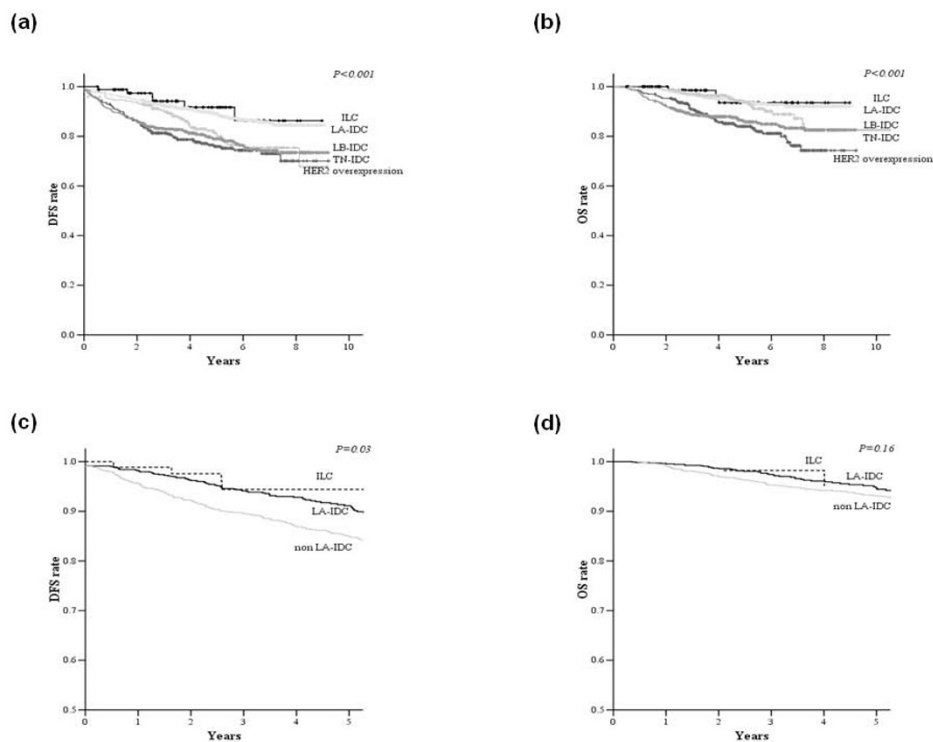 (a)
P<0.001
1.0
0.8
0.6
0.4
0.2
0.0
DFS rate
ILC
LA-IDC
LB-IDC
TN-IDC
HER2 overexpression
0 2 4 6 8 10
Years
(b)
P<0.001
1.0
0.8
0.6
0.4
0.2
0.0
OS rate
ILC
LA-IDC
LB-IDC
TN-IDC
HER2 overexpression
0 2 4 6 8 10
Years
(c)
P=0.03
1.0
0.9
0.8
0.7
0.6
0.5
DFS rate
ILC
LA-IDC
non LA-IDC
0 1 2 3 4 5
Years
(d)
P=0.16
1.0
0.9
0.8
0.7
0.6
0.5
OS rate
ILC
LA-IDC
non LA-IDC
0 1 2 3 4 5
Years